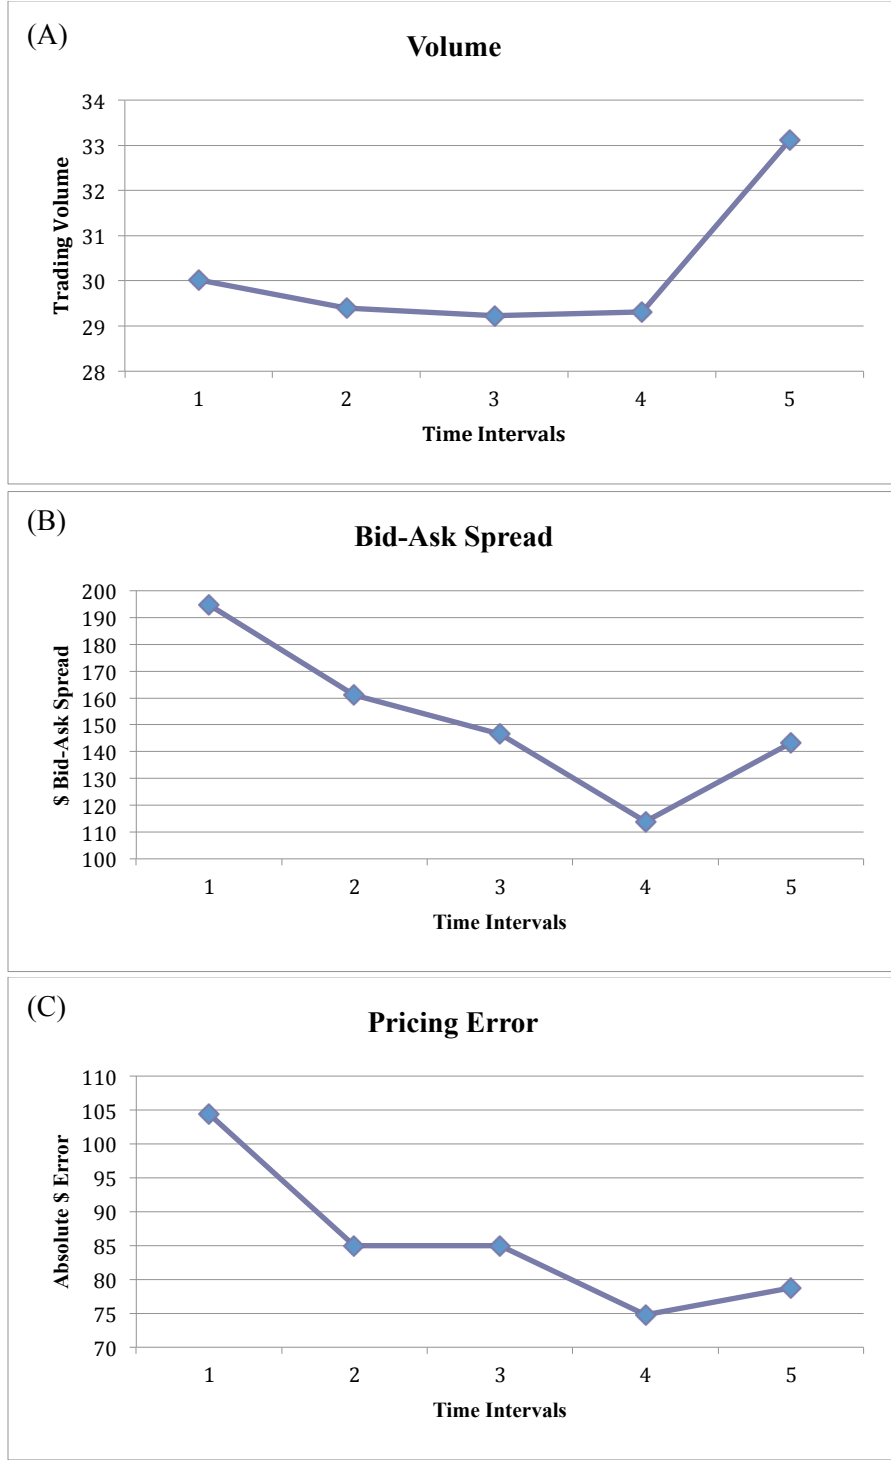 (A)
Volume
Trading Volume
34
33
32
31
30
29
28
1 2 3 4 5
Time Intervals
(B)
Bid-Ask Spread
$ Bid-Ask Spread
200
190
180
170
160
150
140
130
120
110
100
1 2 3 4 5
Time Intervals
(C)
Pricing Error
Absolute $ Error
110
105
100
95
90
85
80
75
70
1 2 3 4 5
Time Intervals